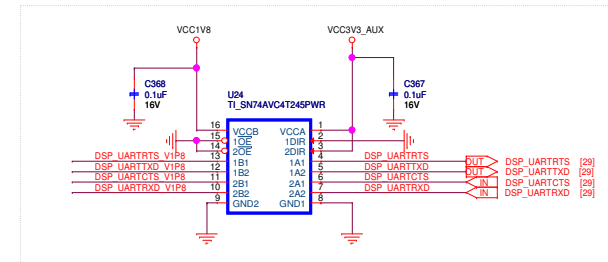 VCC1V8 VCC3V3_AUX
C368 C367
0.1uF 0.1uF
16V 16V
U24
TI_SN74AVC4T245PWR
16 VCCB VCCA 1
15 1OE 1DIR 2
14 2OE 2DIR 3
DSP_UARTRTS_V1P8 13 1B1 1A1 4 DSP_UARTRTS OUT DSP_UARTRTS [29]
DSP_UARTTXD_V1P8 12 1B2 1A2 5 DSP_UARTTXD OUT DSP_UARTTXD [29]
DSP_UARTCTS_V1P8 11 2B1 2A1 6 DSP_UARTCTS IN DSP_UARTCTS [29]
DSP_UARTRXD_V1P8 10 2B2 2A2 7 DSP_UARTRXD IN DSP_UARTRXD [29]
9 GND2 GND1 8